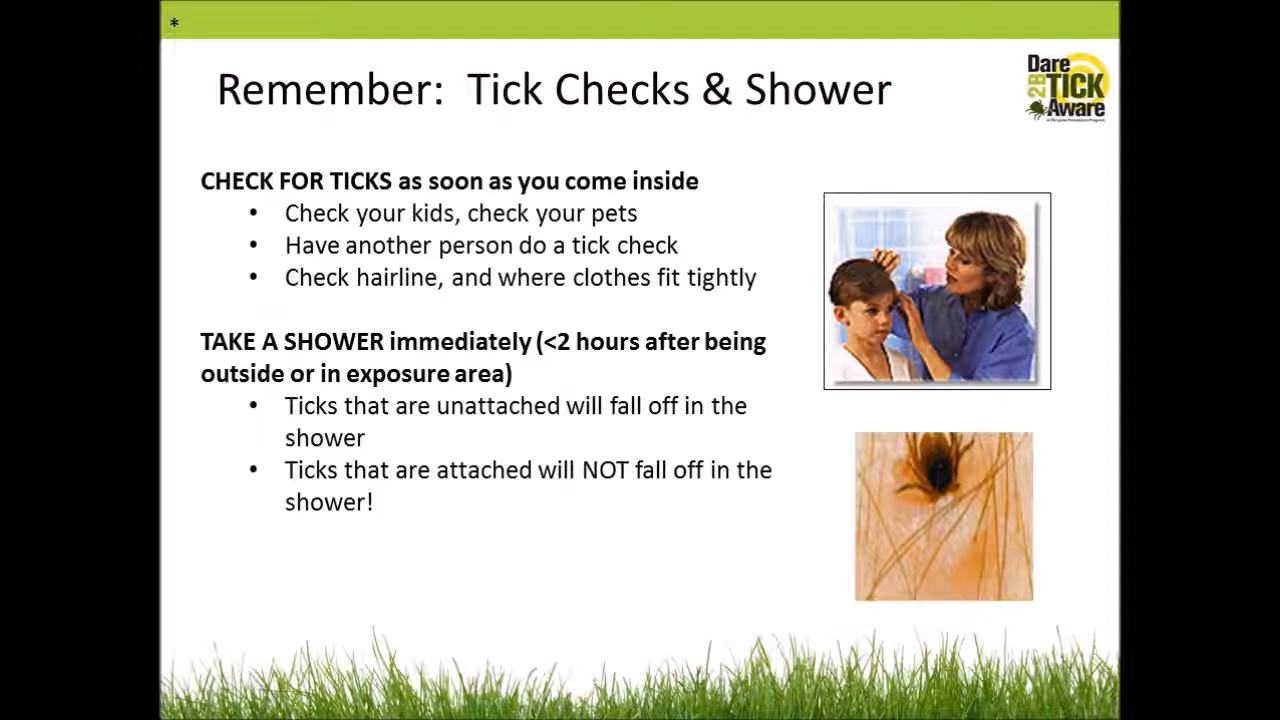 *
Remember: Tick Checks & Shower
Dare
2B TICK
Aware
CHECK FOR TICKS as soon as you come inside
• Check your kids, check your pets
• Have another person do a tick check
• Check hairline, and where clothes fit tightly
TAKE A SHOWER immediately (<2 hours after being
outside or in exposure area)
• Ticks that are unattached will fall off in the
shower
• Ticks that are attached will NOT fall off in the
shower!